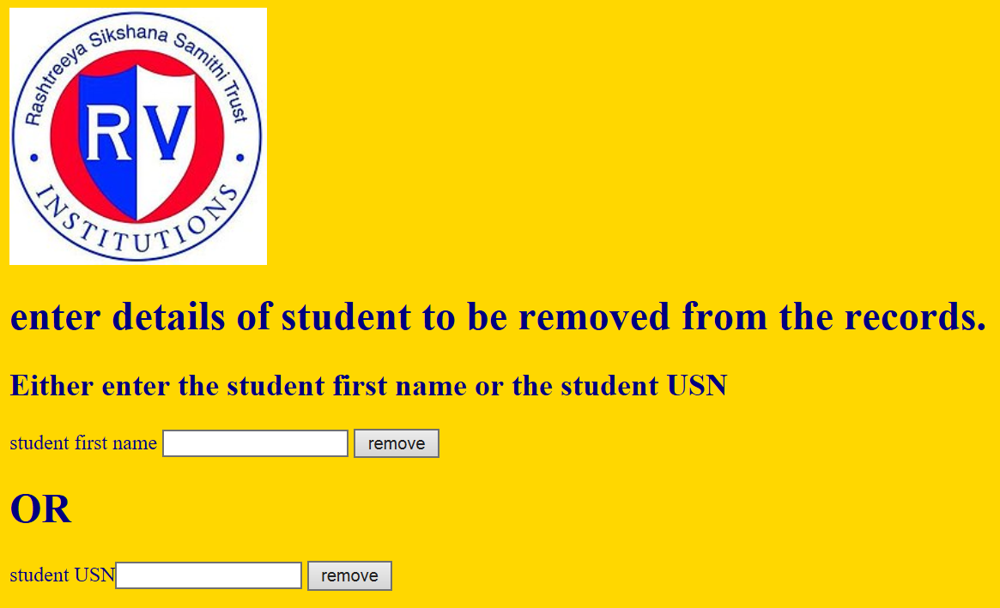 Rashtreeya Sikshana Samithi Trust
RV
INSTITUTIONS
enter details of student to be removed from the records.
Either enter the student first name or the student USN
student first name remove
OR
student USN remove